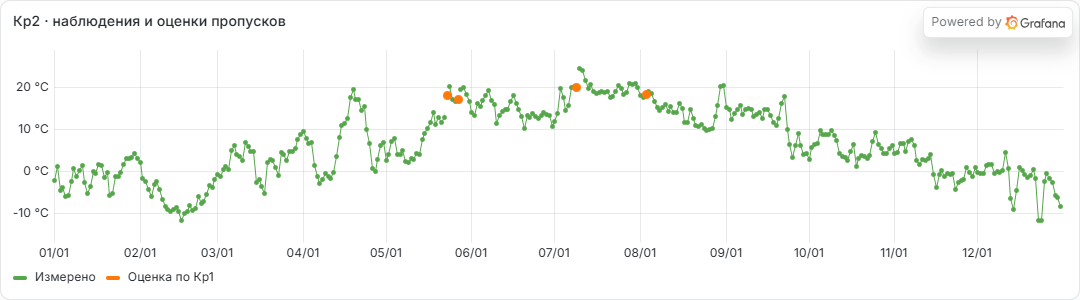 Кр2 · наблюдения и оценки пропусков
Powered by Grafana
20 °C
10 °C
0 °C
-10 °C
01/01 02/01 03/01 04/01 05/01 06/01 07/01 08/01 09/01 10/01 11/01 12/01
Измерено Оценка по Кр1